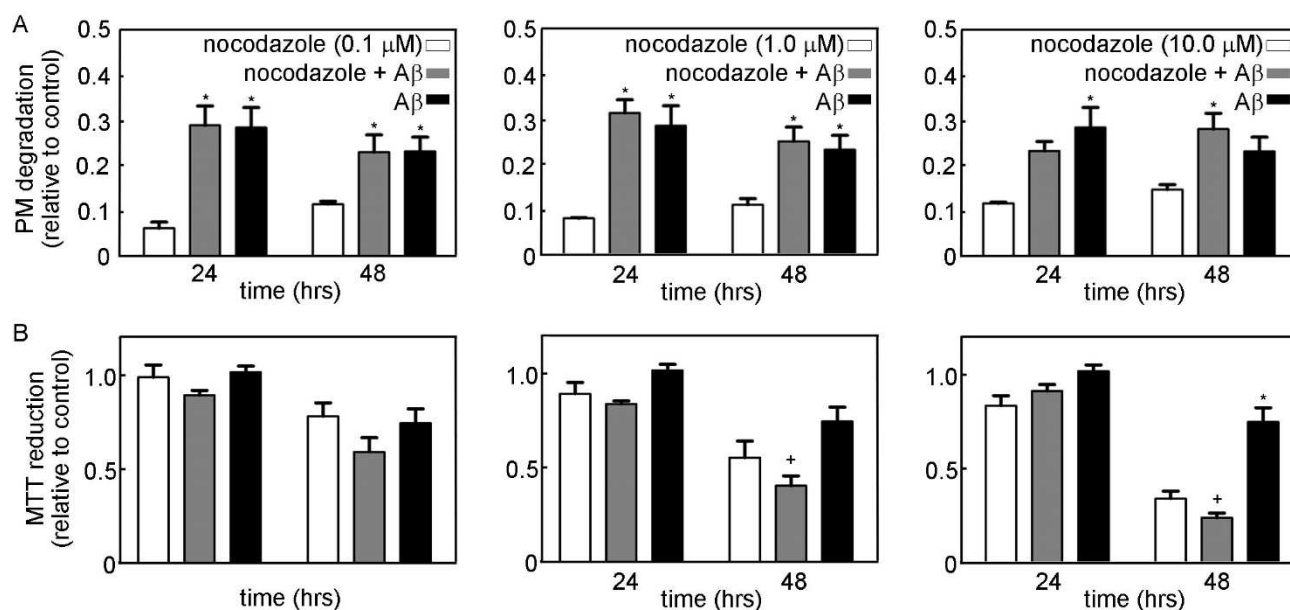 A
PM degradation
(relative to control)
0.5
0.4
0.3
0.2
0.1
0
nocodazole (0.1 μM)
nocodazole + Aβ
Aβ
* * * *
24 48
time (hrs)
0.5
0.4
0.3
0.2
0.1
0
nocodazole (1.0 μM)
nocodazole + Aβ
Aβ
* * * *
24 48
time (hrs)
0.5
0.4
0.3
0.2
0.1
0
nocodazole (10.0 μM)
nocodazole + Aβ
Aβ
* *
24 48
time (hrs)
B
MTT reduction
(relative to control)
1.0
0.5
0
time (hrs)
1.0
0.5
0
+
24 48
time (hrs)
1.0
0.5
0
+ *
24 48
time (hrs)